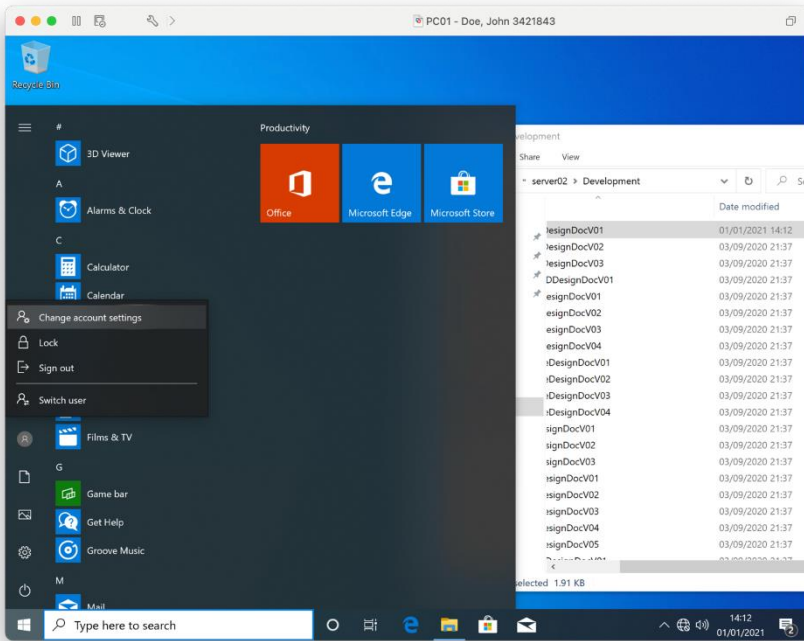 PC01 - Doe, John 3421843
Recycle Bin
#
3D Viewer
A
Alarms & Clock
C
Calculator
Calendar
Change account settings
Lock
Sign out
Switch user
Films & TV
G
Game bar
Get Help
Groove Music
M
Mail
Productivity
Office
Microsoft Edge
Microsoft Store
velopment
Share View
server02 Development
Date modified
esignDocV01 01/01/2021 14:12
esignDocV02 03/09/2020 21:37
esignDocV03 03/09/2020 21:37
DDesignDocV01 03/09/2020 21:37
esignDocV01 03/09/2020 21:37
esignDocV02 03/09/2020 21:37
esignDocV03 03/09/2020 21:37
esignDocV04 03/09/2020 21:37
DesignDocV01 03/09/2020 21:37
DesignDocV02 03/09/2020 21:37
DesignDocV03 03/09/2020 21:37
DesignDocV04 03/09/2020 21:37
signDocV01 03/09/2020 21:37
signDocV02 03/09/2020 21:37
signDocV03 03/09/2020 21:37
esignDocV01 03/09/2020 21:37
esignDocV02 03/09/2020 21:37
esignDocV03 03/09/2020 21:37
esignDocV04 03/09/2020 21:37
esignDocV05 03/09/2020 21:37
selected 1.91 KB
Type here to search
14:12
01/01/2021
2